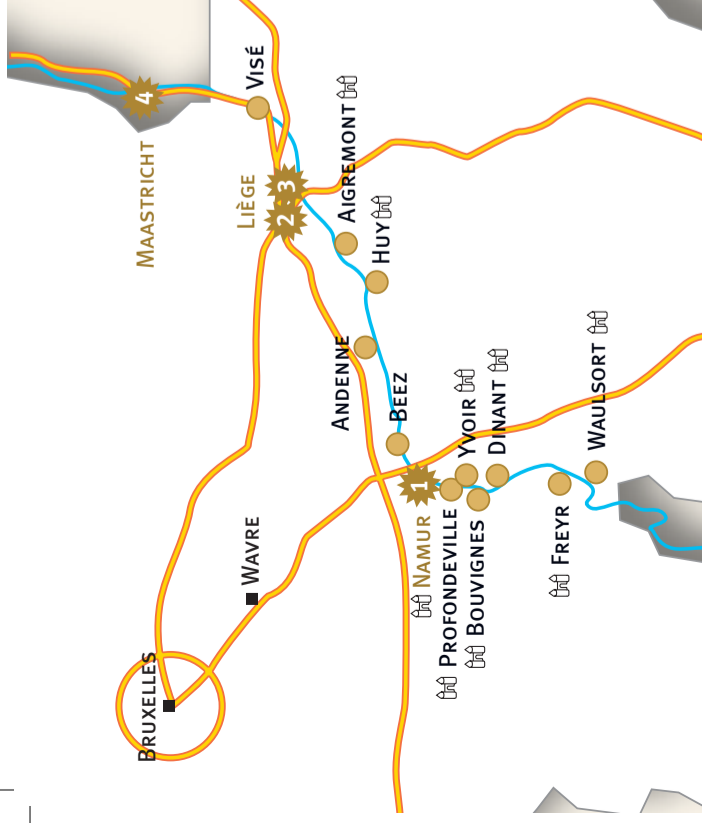 4
Visé
Maastricht
Liège
3
2
Aigremont
Huy
Andenne
Beez
Yvoir
Dinant
Waulsort
1
Wavre
Namur
Profondeville
Bouvignes
Freyr
Bruxelles